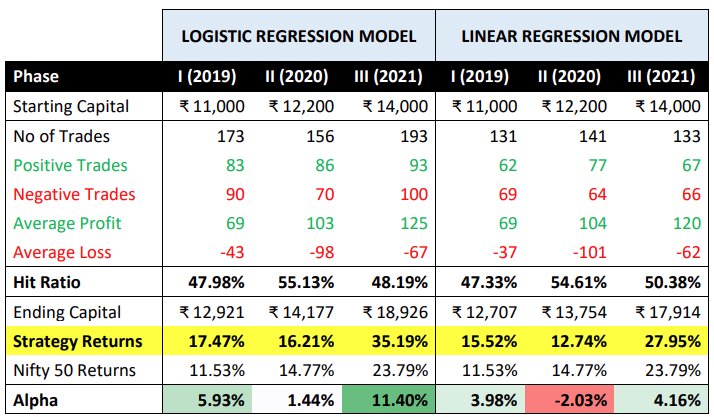 LOGISTIC REGRESSION MODEL LINEAR REGRESSION MODEL
Phase I (2019) II (2020) III (2021) I (2019) II (2020) III (2021)
Starting Capital ₹ 11,000 ₹ 12,200 ₹ 14,000 ₹ 11,000 ₹ 12,200 ₹ 14,000
No of Trades 173 156 193 131 141 133
Positive Trades 83 86 93 62 77 67
Negative Trades 90 70 100 69 64 66
Average Profit 69 103 125 69 104 120
Average Loss -43 -98 -67 -37 -101 -62
Hit Ratio 47.98% 55.13% 48.19% 47.33% 54.61% 50.38%
Ending Capital ₹ 12,921 ₹ 14,177 ₹ 18,926 ₹ 12,707 ₹ 13,754 ₹ 17,914
Strategy Returns 17.47% 16.21% 35.19% 15.52% 12.74% 27.95%
Nifty 50 Returns 11.53% 14.77% 23.79% 11.53% 14.77% 23.79%
Alpha 5.93% 1.44% 11.40% 3.98% -2.03% 4.16%